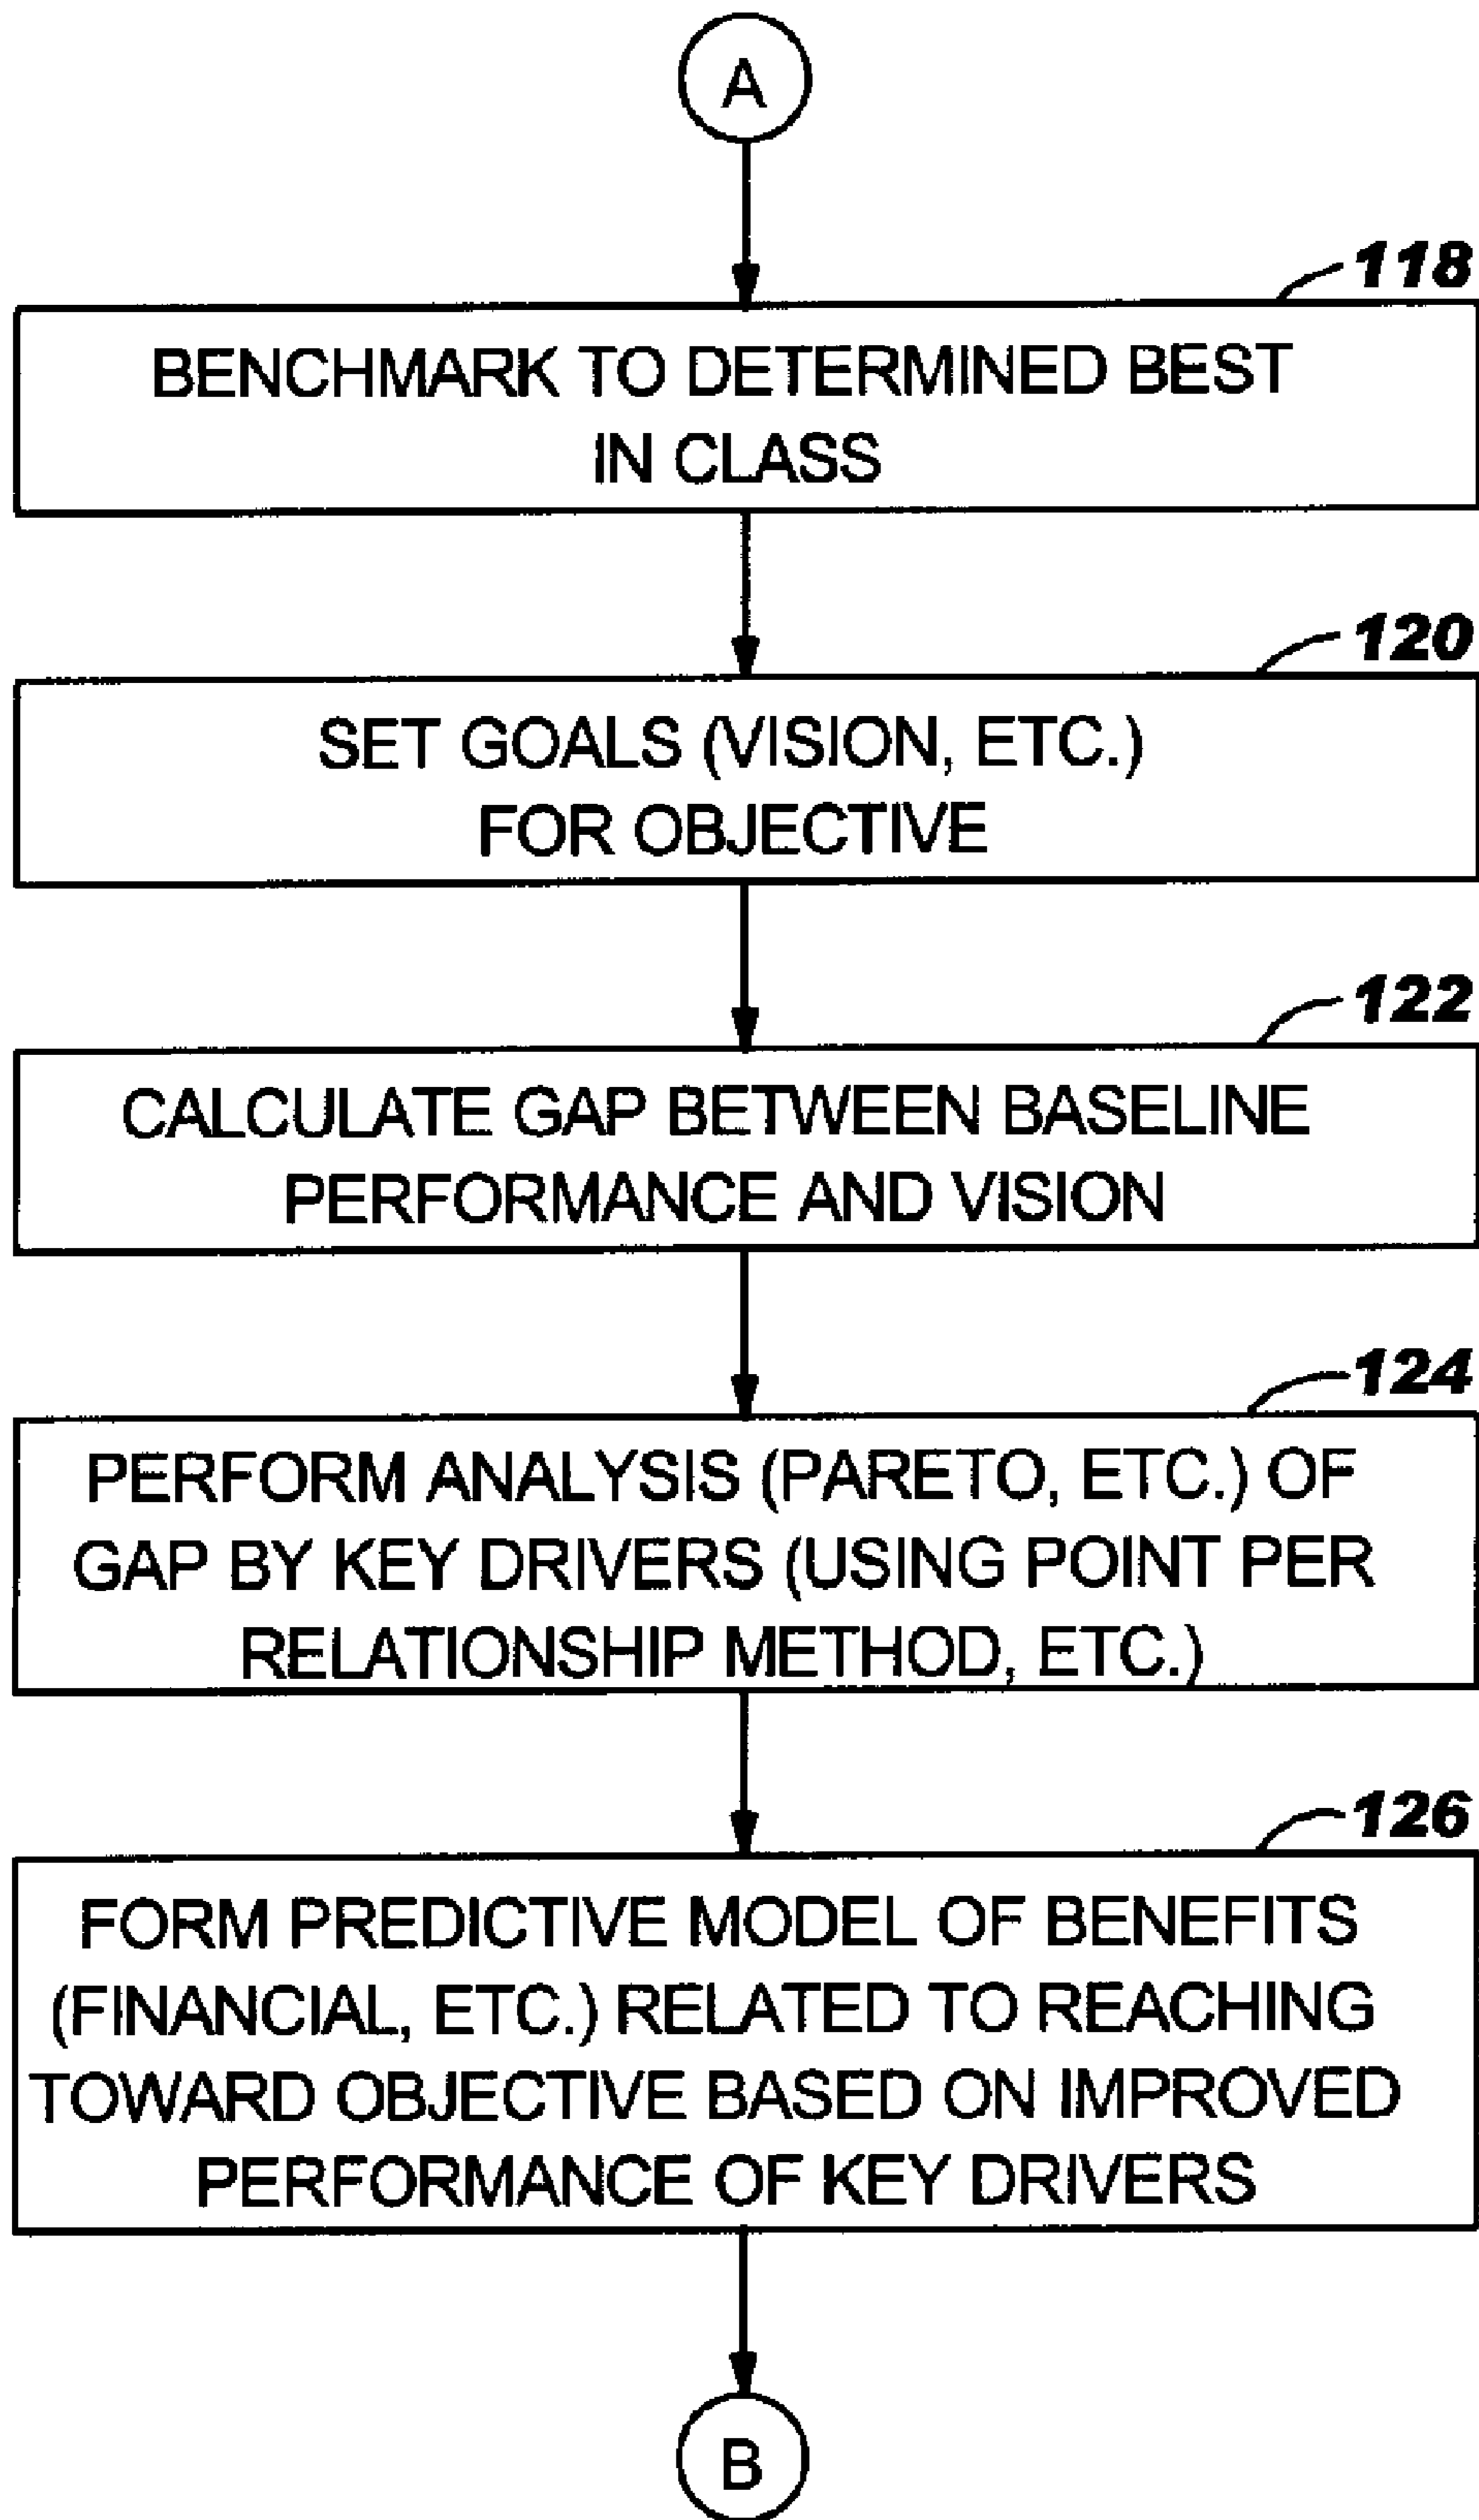 A
118
BENCHMARK TO DETERMINED BEST
IN CLASS
120
SET GOALS (VISION, ETC.)
FOR OBJECTIVE
122
CALCULATE GAP BETWEEN BASELINE
PERFORMANCE AND VISION
124
PERFORM ANALYSIS (PARETO, ETC.) OF
GAP BY KEY DRIVERS (USING POINT PER
RELATIONSHIP METHOD, ETC.)
126
FORM PREDICTIVE MODEL OF BENEFITS
(FINANCIAL, ETC.) RELATED TO REACHING
TOWARD OBJECTIVE BASED ON IMPROVED
PERFORMANCE OF KEY DRIVERS
B